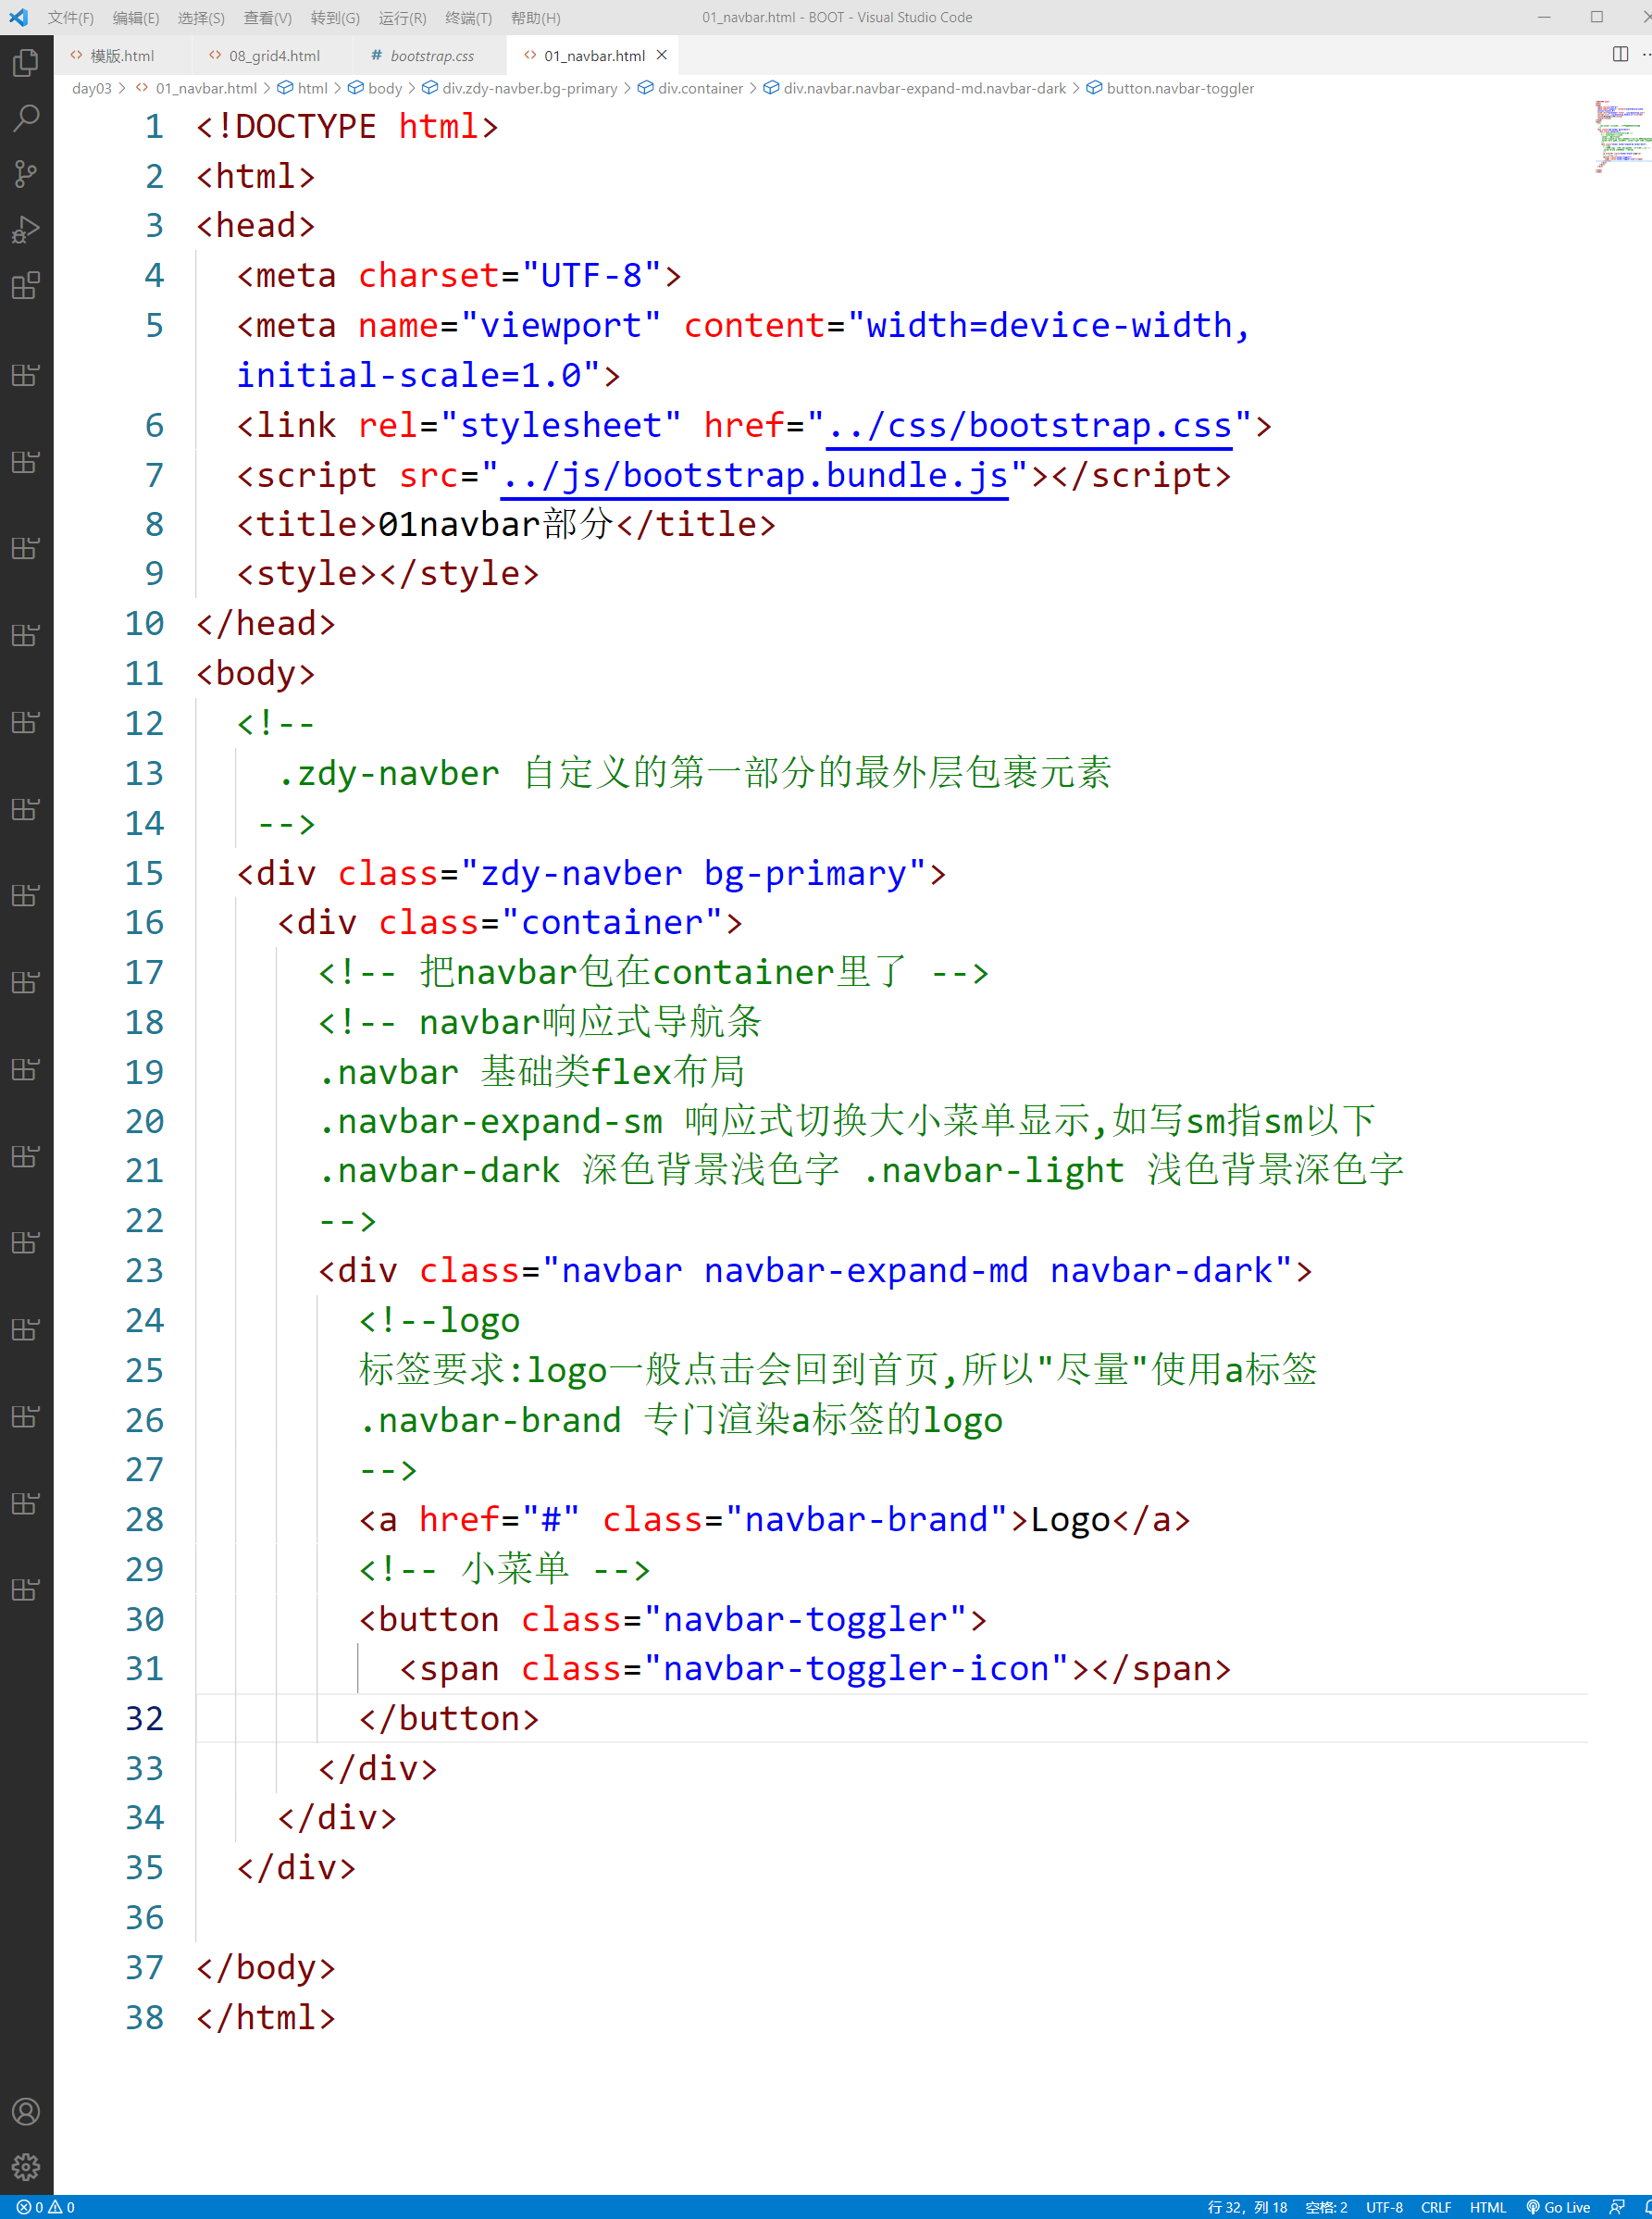 文件(F) 编辑(E) 选择(S) 查看(V) 转到(G) 运行(R) 终端(T) 帮助(H) 01_navbar.html - BOOT - Visual Studio Code
模版.html 08_grid4.html # bootstrap.css 01_navbar.html
day03 > 01_navbar.html > html > body > div.zdy-navber.bg-primary > div.container > div.navbar.navbar-expand-md.navbar-dark > button.navbar-toggler
1 <!DOCTYPE html>
2 <html>
3 <head>
4 <meta charset="UTF-8">
5 <meta name="viewport" content="width=device-width,
initial-scale=1.0">
6 <link rel="stylesheet" href="../css/bootstrap.css">
7 <script src="../js/bootstrap.bundle.js"></script>
8 <title>01navbar部分</title>
9 <style></style>
10 </head>
11 <body>
12 <!--
13 .zdy-navber 自定义的第一部分的最外层包裹元素
14 -->
15 <div class="zdy-navber bg-primary">
16 <div class="container">
17 <!-- 把navbar包在container里了 -->
18 <!-- navbar响应式导航条
19 .navbar 基础类flex布局
20 .navbar-expand-sm 响应式切换大小菜单显示,如写sm指sm以下
21 .navbar-dark 深色背景浅色字 .navbar-light 浅色背景深色字
22 -->
23 <div class="navbar navbar-expand-md navbar-dark">
24 <!--logo
25 标签要求:logo一般点击会回到首页,所以"尽量"使用a标签
26 .navbar-brand 专门渲染a标签的logo
27 -->
28 <a href="#" class="navbar-brand">Logo</a>
29 <!-- 小菜单 -->
30 <button class="navbar-toggler">
31 <span class="navbar-toggler-icon"></span>
32 </button>
33 </div>
34 </div>
35 </div>
36
37 </body>
38 </html>
0 0 行 32，列 18 空格: 2 UTF-8 CRLF HTML Go Live